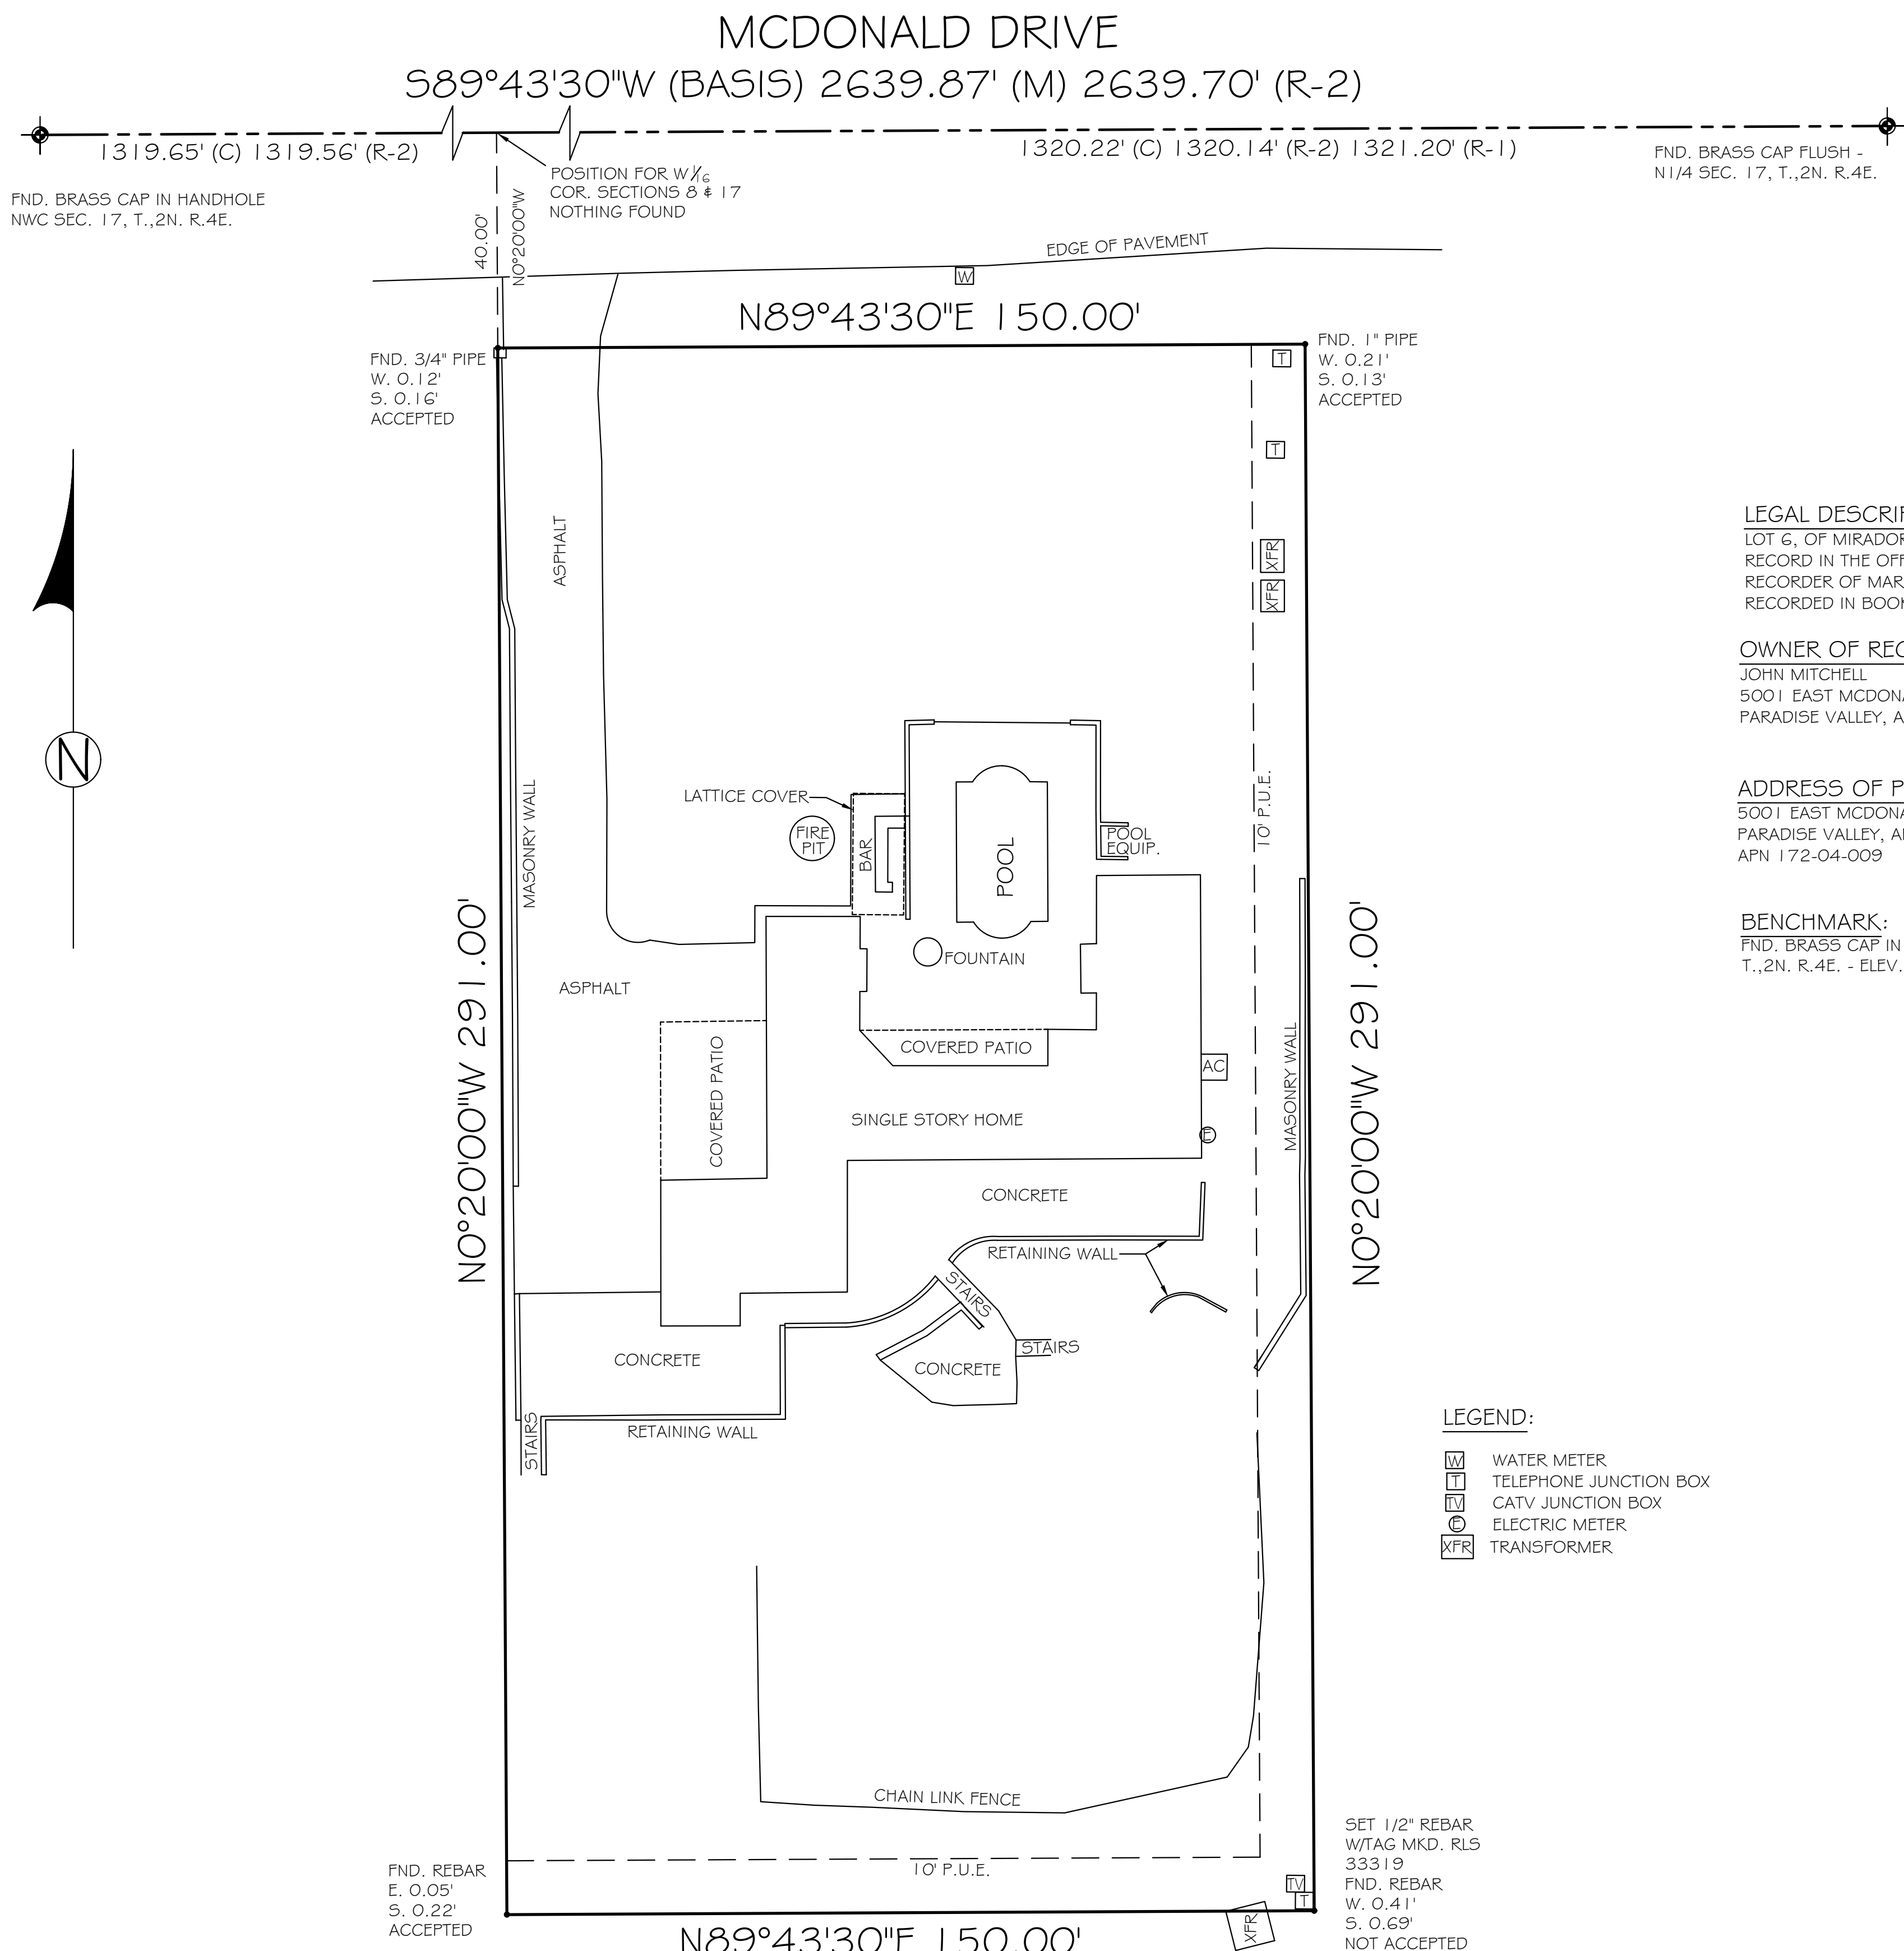 MCDONALD DRIVE
S89°43'30"W (BASIS) 2639.87' (M) 2639.70' (R-2)
1319.65' (C) 1319.56' (R-2)
1320.22' (C) 1320.14' (R-2) 1321.20' (R-1)
FND. BRASS CAP IN HANDHOLE
NWC SEC. 17, T.,2N. R.4E.
POSITION FOR W 1/16
COR. SECTIONS 8 & 17
NOTHING FOUND
FND. BRASS CAP FLUSH -
N1/4 SEC. 17, T.,2N. R.4E.
40.00'
N0°20'00"W
EDGE OF PAVEMENT
W
N89°43'30"E 150.00'
FND. 3/4" PIPE
W. 0.12'
S. 0.16'
ACCEPTED
FND. 1" PIPE
W. 0.21'
S. 0.13'
ACCEPTED
T
T
XFR
XFR
ASPHALT
N
MASONRY WALL
LATTICE COVER
FIRE
PIT
BAR
POOL
POOL
EQUIP.
10' P.U.E.
FOUNTAIN
ASPHALT
N0°20'00"W 291.00'
N0°20'00"W 291.00'
COVERED PATIO
COVERED PATIO
AC
MASONRY WALL
SINGLE STORY HOME
E
CONCRETE
RETAINING WALL
STAIRS
STAIRS
CONCRETE
CONCRETE
RETAINING WALL
STAIRS
CHAIN LINK FENCE
10' P.U.E.
TV
T
XFR
FND. REBAR
E. 0.05'
S. 0.22'
ACCEPTED
N89°43'30"E 150.00'
SET 1/2" REBAR
W/TAG MKD. RLS
33319
FND. REBAR
W. 0.41'
S. 0.69'
NOT ACCEPTED
LEGAL DESCRI
LOT 6, OF MIRADOR
RECORD IN THE OF
RECORDER OF MAR
RECORDED IN BOOK
OWNER OF REC
JOHN MITCHELL
5001 EAST MCDONA
PARADISE VALLEY, A
ADDRESS OF P
5001 EAST MCDONA
PARADISE VALLEY, A
APN 172-04-009
BENCHMARK:
FND. BRASS CAP IN
T.,2N. R.4E. - ELEV.
LEGEND:
W WATER METER
T TELEPHONE JUNCTION BOX
TV CATV JUNCTION BOX
E ELECTRIC METER
XFR TRANSFORMER